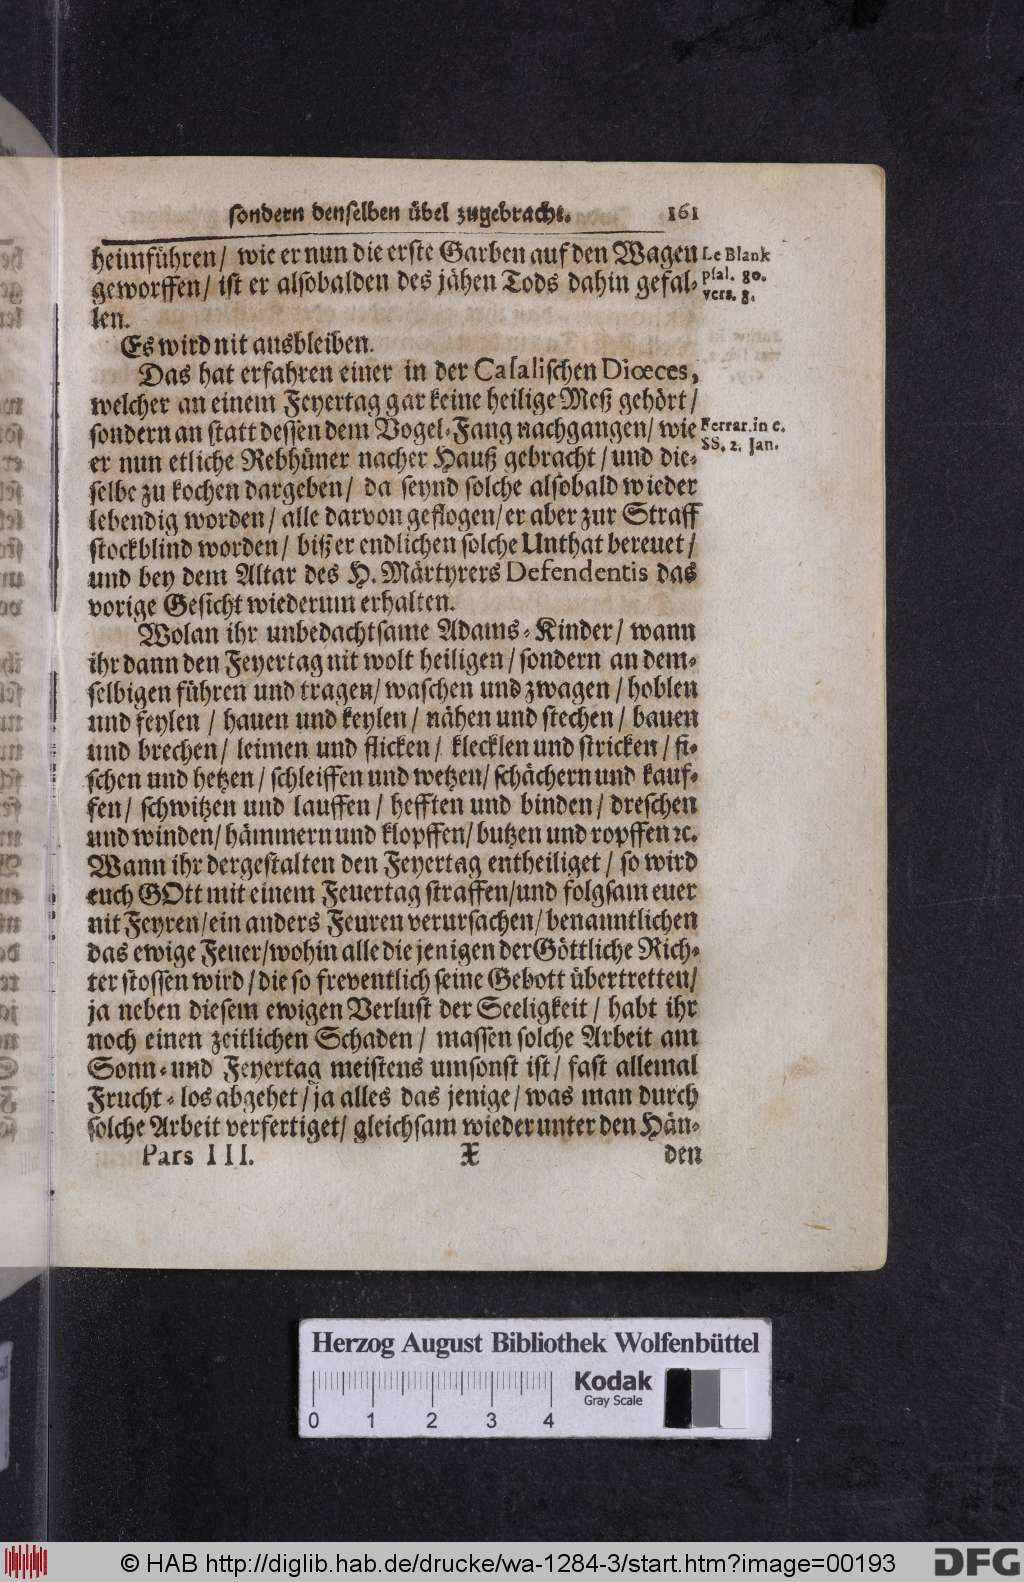 sondern denselben übel zugebracht. 161
heimführen/ wie er nun die erste Garben auf den Wagen
geworffen/ ist er alsobalden des jähen Tods dahin gefal-
len.
Le Blank
psal. 90.
vers. 8.
Es wird nit ausbleiben.
Das hat erfahren einer in der Casalischen Diœces,
welcher an einem Feyertag gar keine heilige Meß gehört/
sondern an statt dessen dem Vogel-Fang nachgangen/ wie
er nun etliche Rebhüner nacher Hauß gebracht/ und die-
selbe zu kochen dargeben/ da seynd solche alsobald wieder
lebendig worden/ alle darvon geflogen/ er aber zur Straff
stockblind worden/ biß er endlichen solche Unthat bereuet/
und bey dem Altar des H. Märtyrers Defendentis das
vorige Gesicht wiederum erhalten.
Ferrar. in c.
SS. 2. Jan.
Wolan ihr unbedachtsame Adams-Kinder/ wann
ihr dann den Feyertag nit wolt heiligen/ sondern an dem-
selbigen führen und tragen/ waschen und zwagen/ hoblen
und feylen/ hauen und keylen/ nähen und stechen/ bauen
und brechen/ leimen und flicken/ klecklen und stricken/ fi-
schen und hetzen/ schleiffen und wetzen/ schächern und kauf-
fen/ schwitzen und lauffen/ hefften und binden/ dreschen
und winden/ hämmern und klopffen/ butzen und ropffen ꝛc.
Wann ihr dergestalten den Feyertag entheiliget/ so wird
euch GOtt mit einem Feuertag straffen/ und folgsam euer
nit Feyren/ ein anders Feuren verursachen/ benanntlichen
das ewige Feuer/ wohin alle die jenigen der Göttliche Rich-
ter stossen wird/ die so freventlich seine Gebott übertretten/
ja neben diesem ewigen Verlust der Seeligkeit/ habt ihr
noch einen zeitlichen Schaden/ massen solche Arbeit am
Sonn- und Feyertag meistens umsonst ist/ fast allemal
Frucht-los abgehet/ ja alles das jenige/ was man durch
solche Arbeit verfertiget/ gleichsam wieder unter den Hän-
Pars III. X den
Herzog August Bibliothek Wolfenbüttel
0 1 2 3 4
Kodak
Gray Scale
© HAB http://diglib.hab.de/drucke/wa-1284-3/start.htm?image=00193
DFG